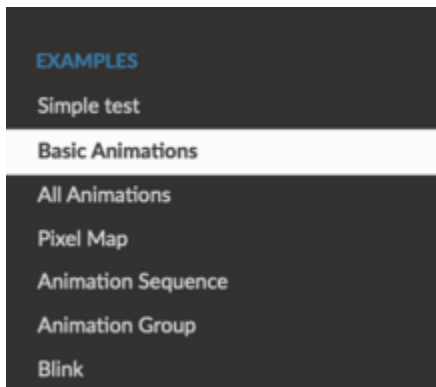 EXAMPLES
Simple test
Basic Animations
All Animations
Pixel Map
Animation Sequence
Animation Group
Blink